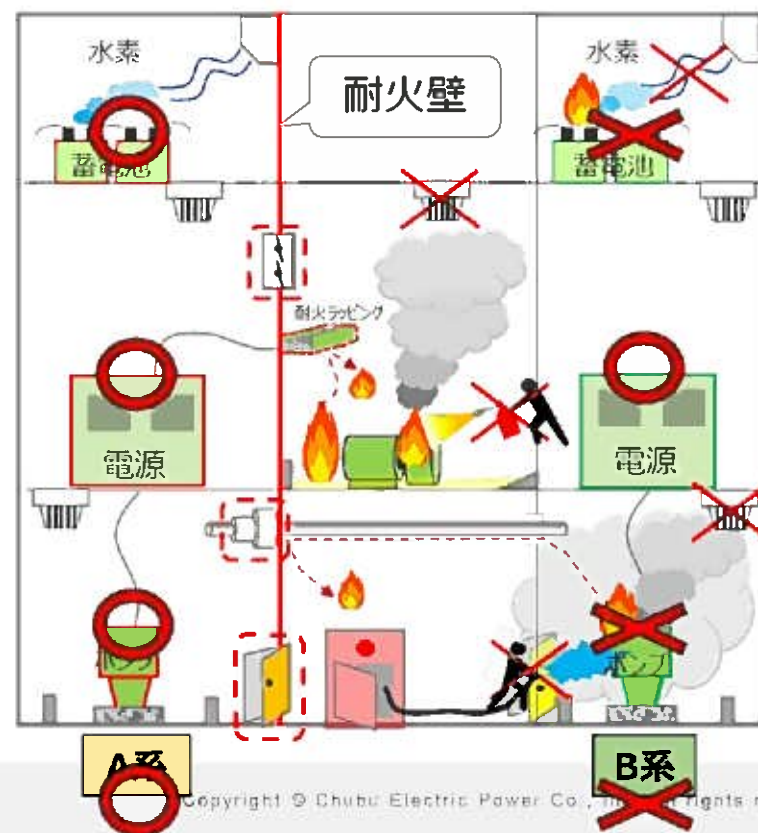 水素
水素
耐火壁
蓄電池
蓄電池
耐火ラッピング
電源
電源
ポンプ
ポンプ
A系
B系
Copyright © Chubu Electric Power Co., rights